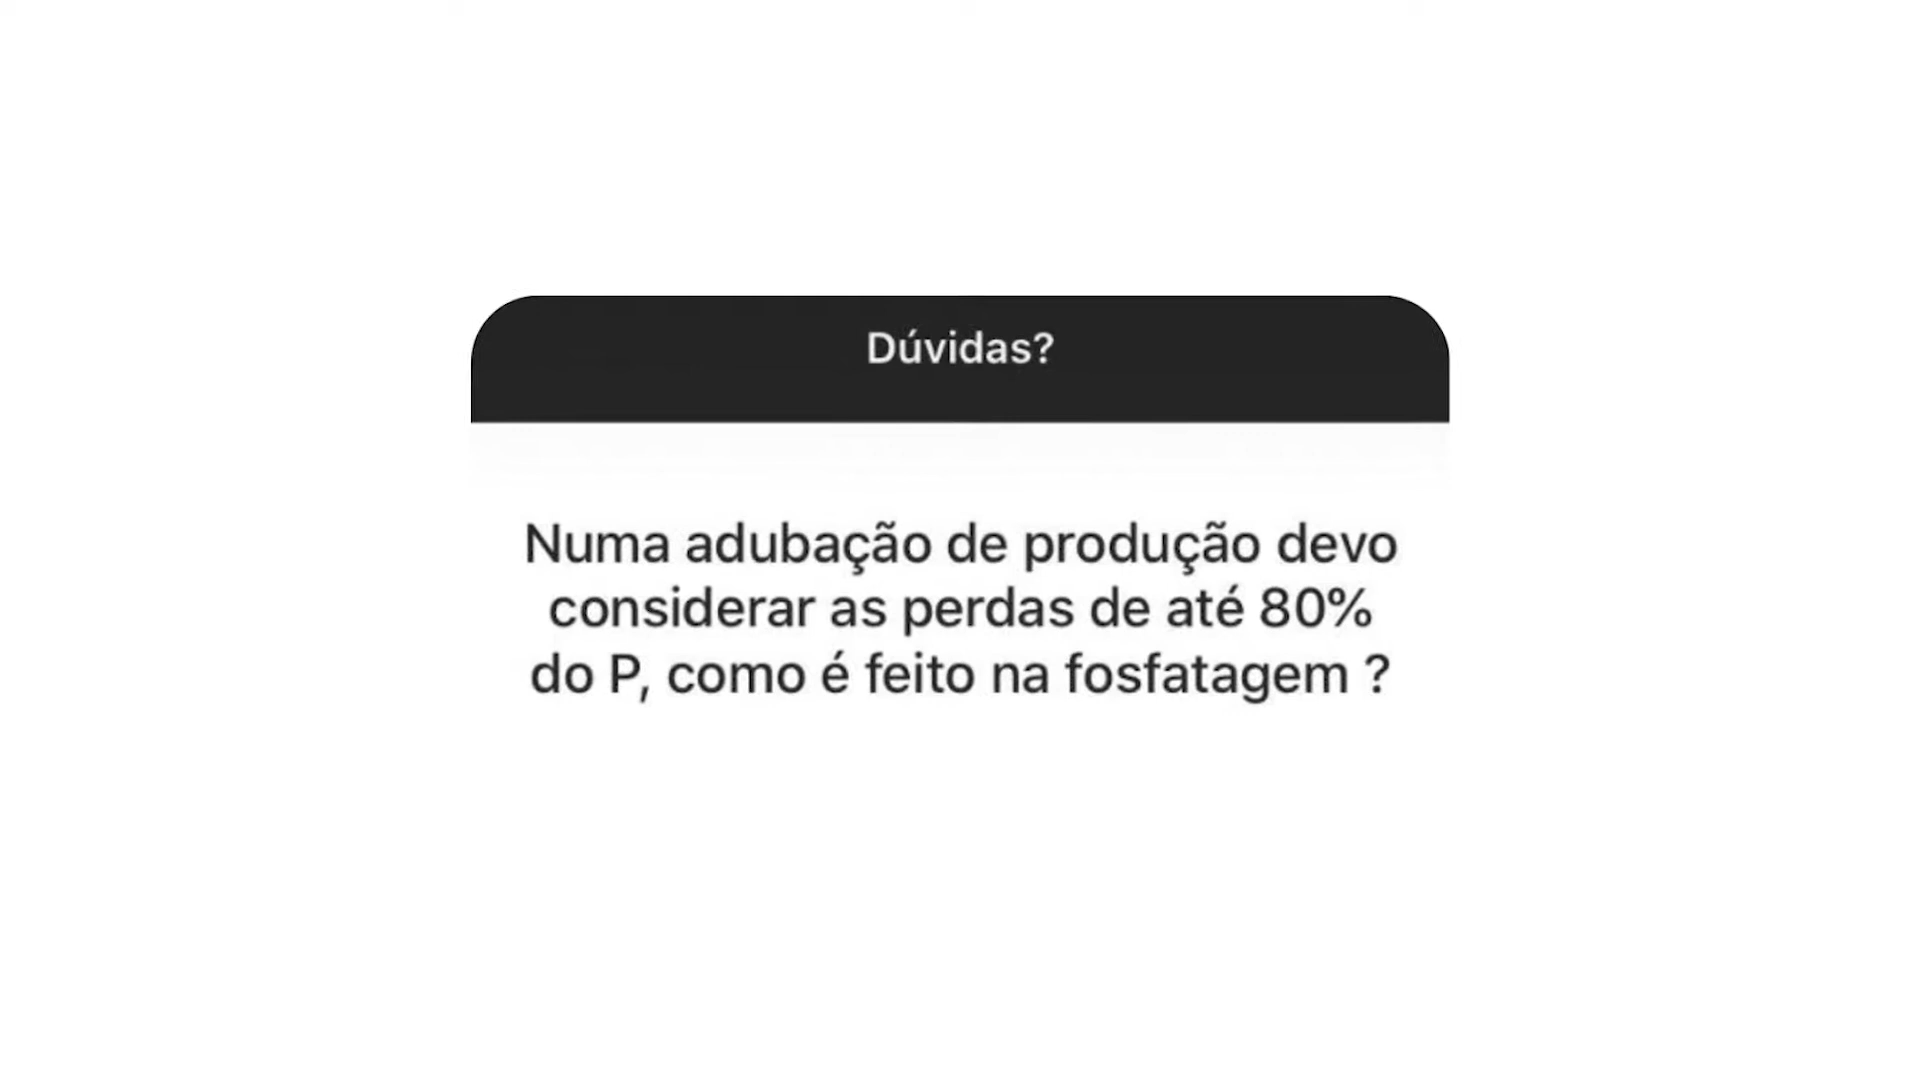 Dúvidas?
Numa adubação de produção devo
considerar as perdas de até 80%
do P, como é feito na fosfatagem ?